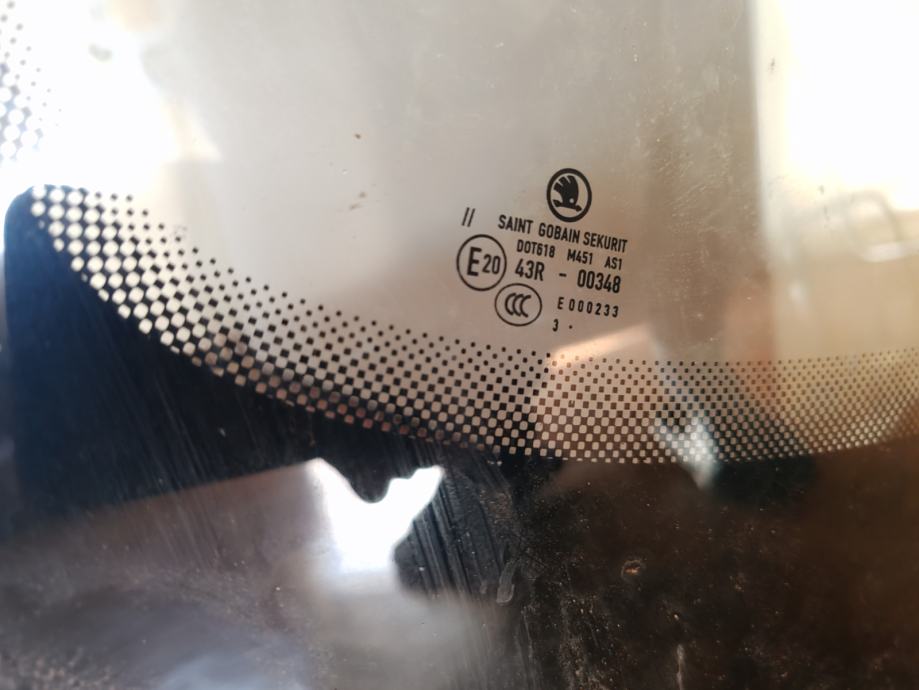 //
SAINT GOBAIN SEKURIT
DOT618 M451 AS1
E20 43R - 00348
CCC E000233
3 ·